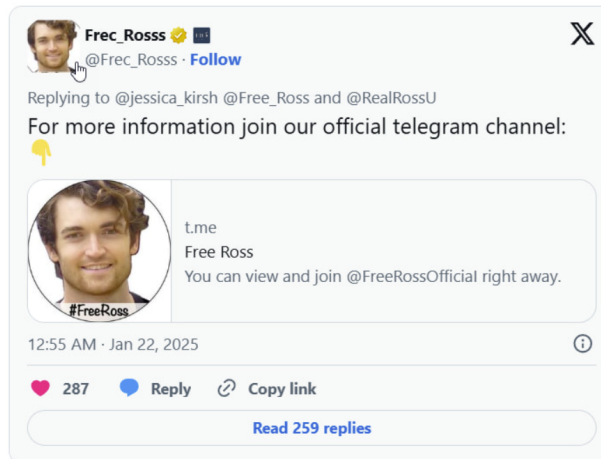 Frec_Rosss
@Frec_Rosss · Follow
Replying to @jessica_kirsh @Free_Ross and @RealRossU
For more information join our official telegram channel:
#FreeRoss
t.me
Free Ross
You can view and join @FreeRossOfficial right away.
12:55 AM · Jan 22, 2025
287 Reply Copy link
Read 259 replies